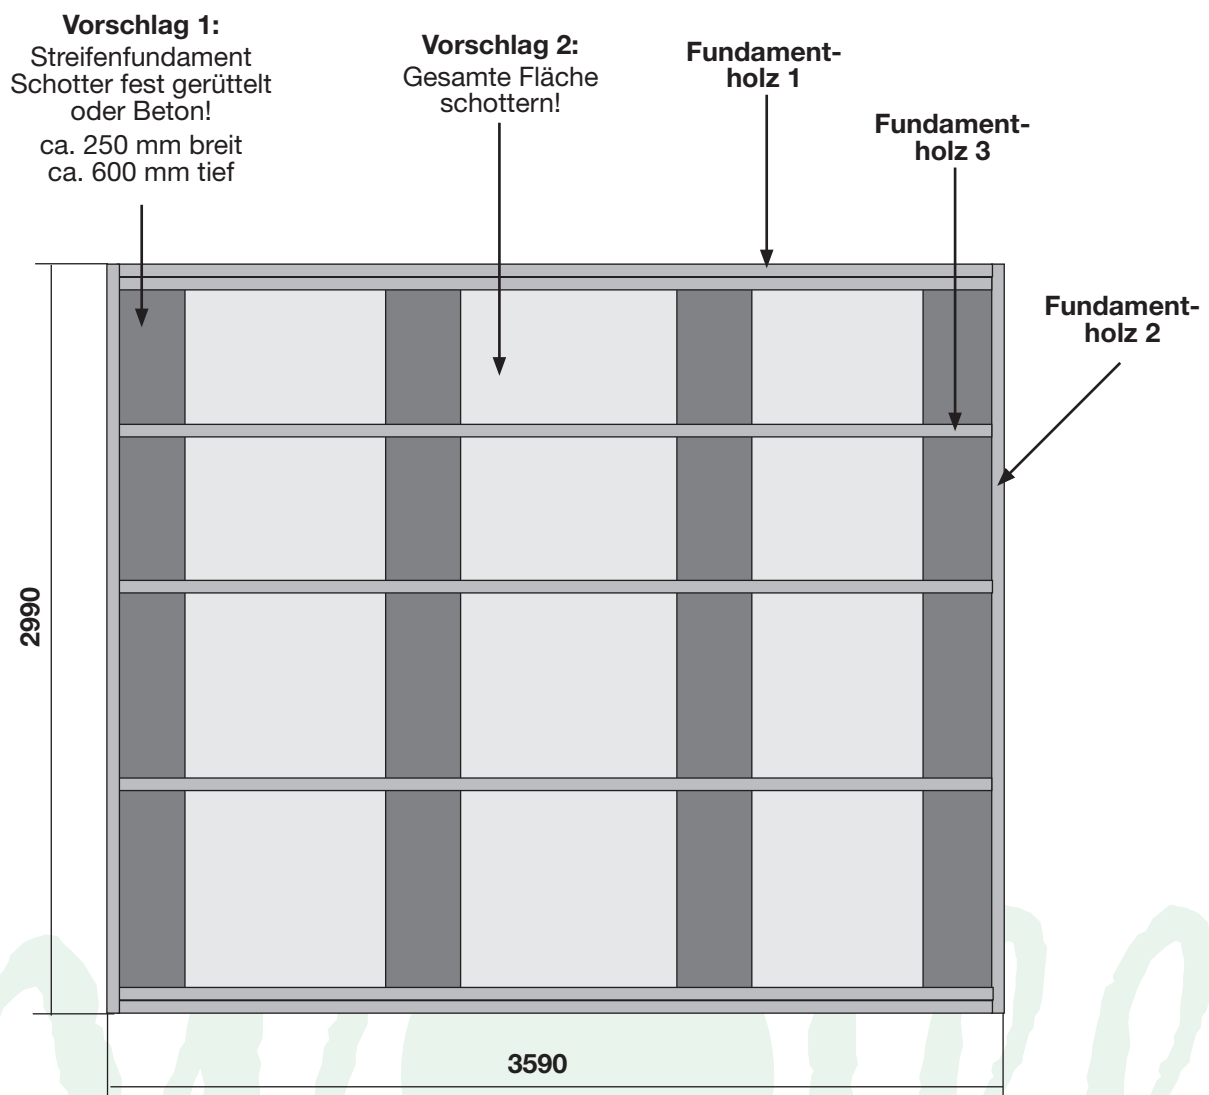 Vorschlag 1:
Streifenfundament
Schotter fest gerüttelt
oder Beton!
ca. 250 mm breit
ca. 600 mm tief
Vorschlag 2:
Gesamte Fläche
schottern!
Fundament-
holz 1
Fundament-
holz 3
Fundament-
holz 2
2990
3590